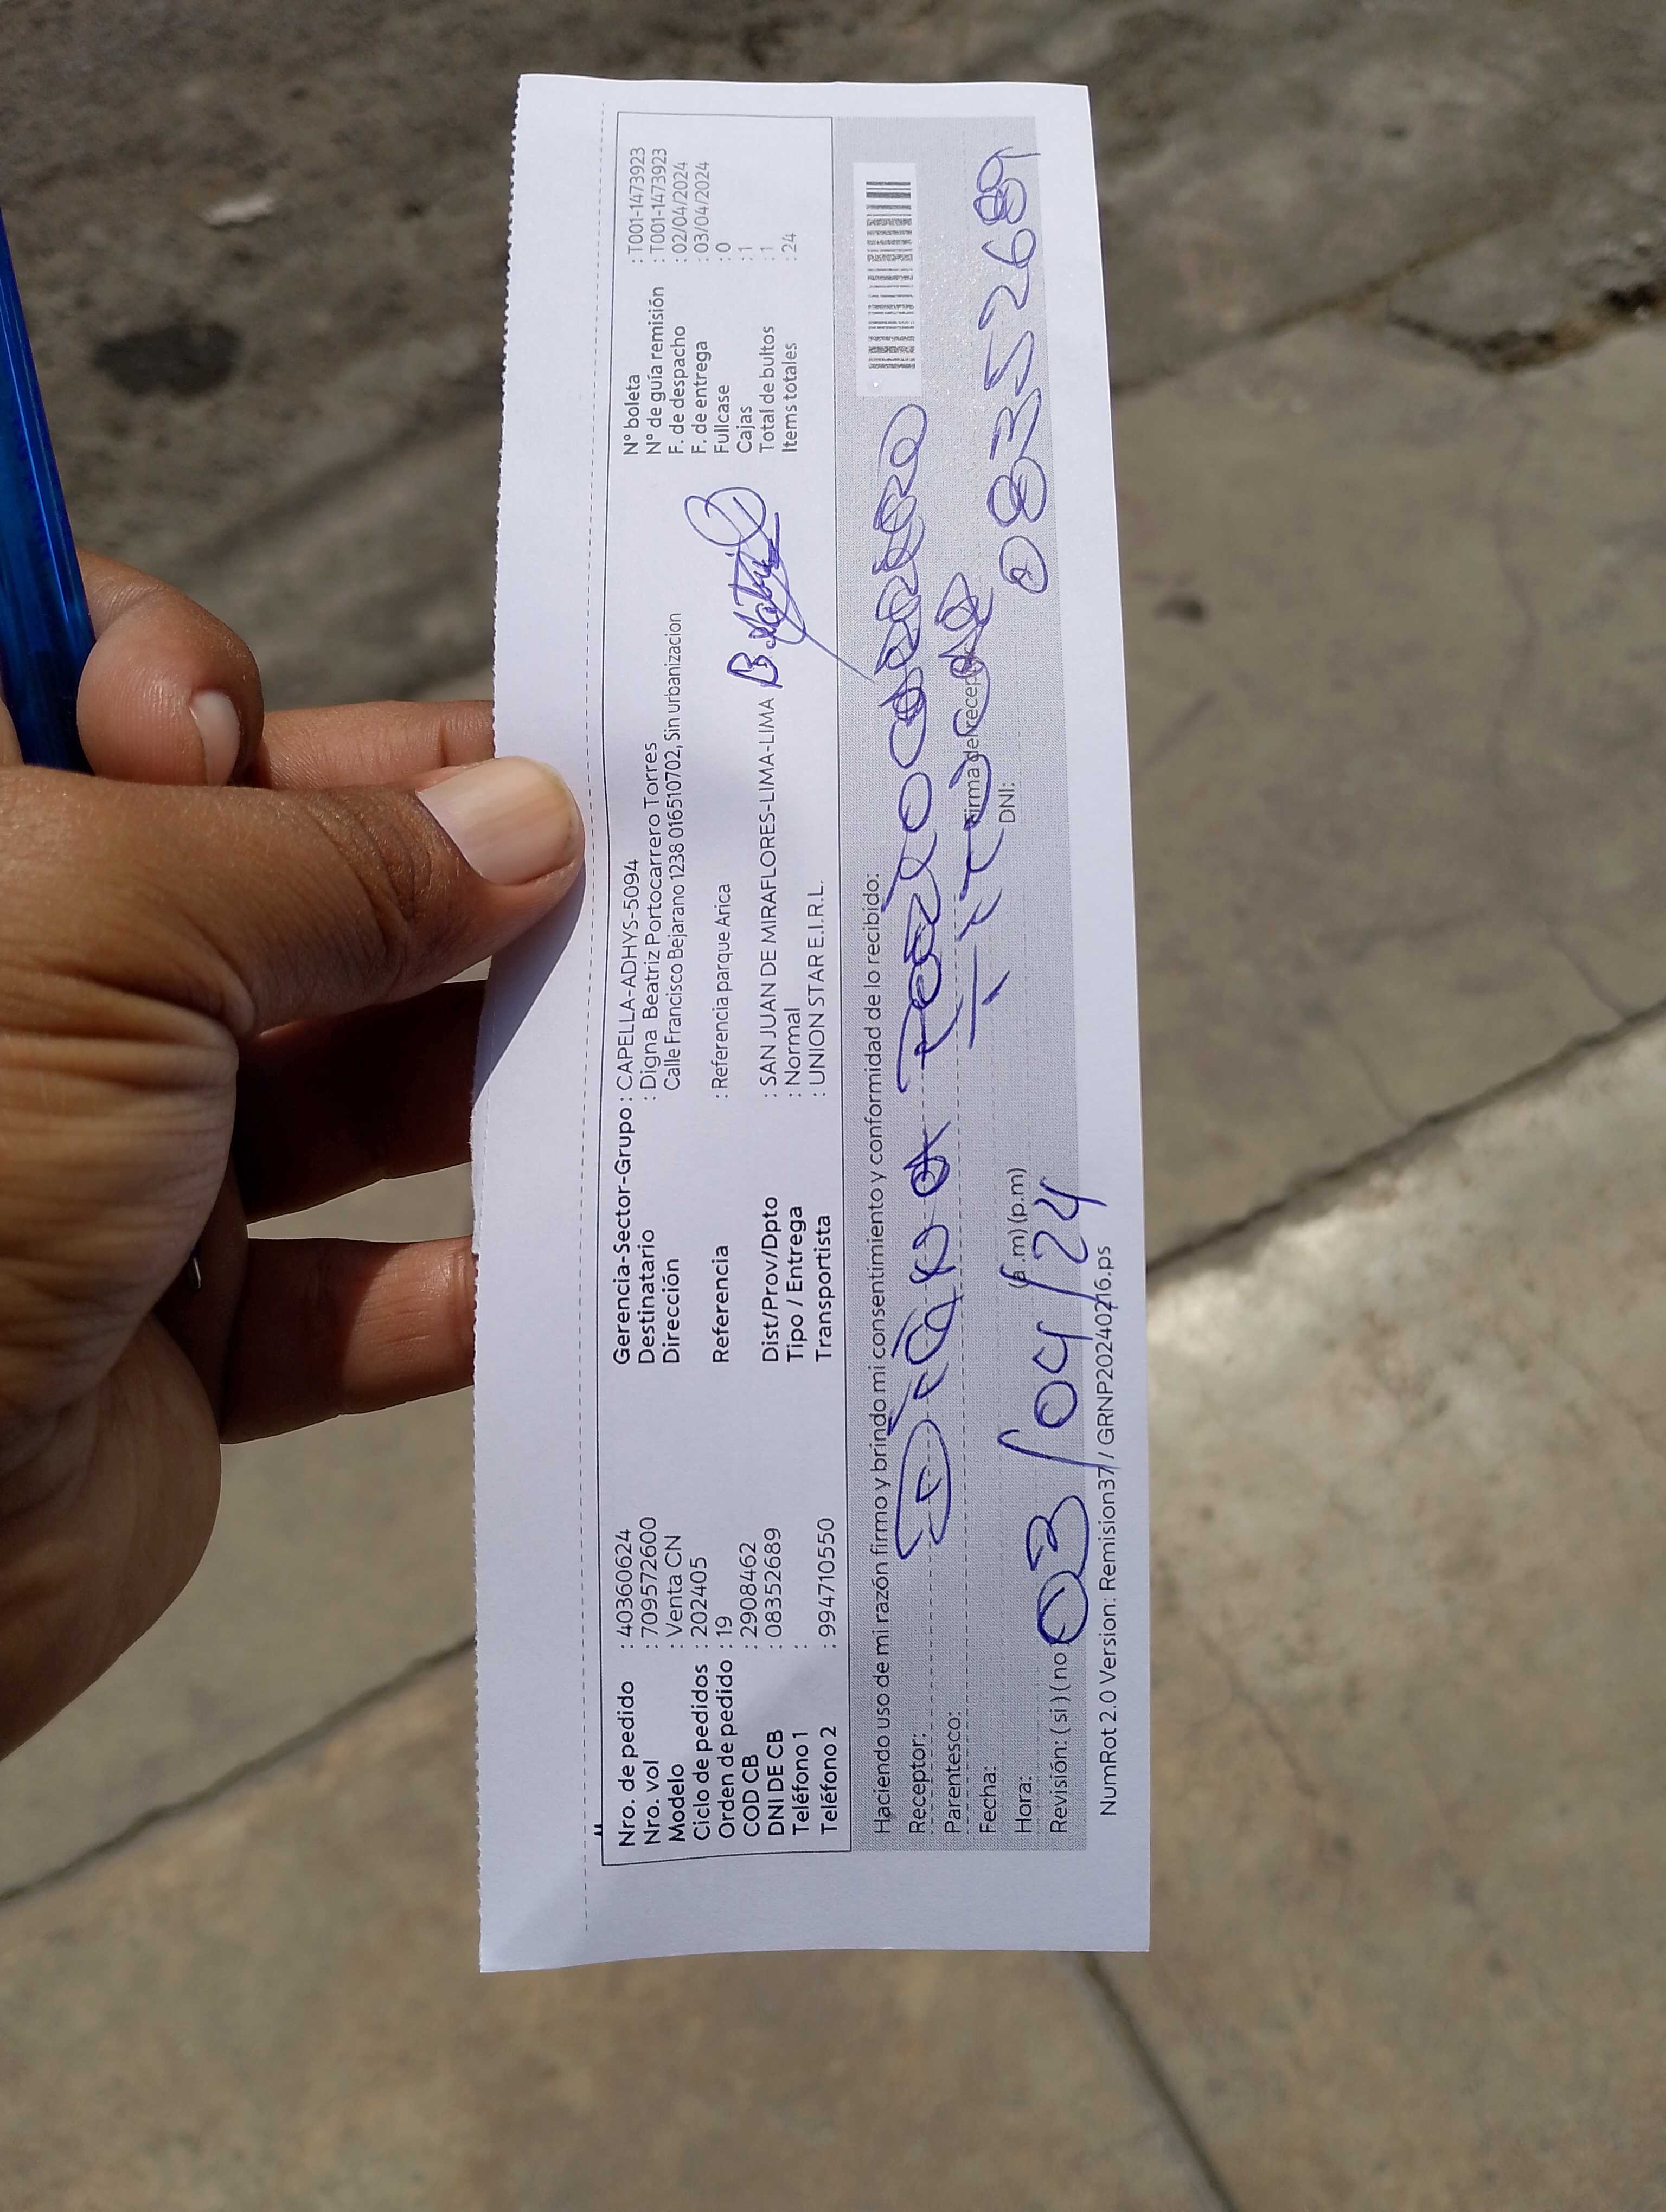 Nro. de pedido : 40360624
Nro. vol : 709572600
Modelo : Venta CN
Ciclo de pedidos : 202405
Orden de pedido : 19
COD CB : 2908462
DNI DE CB : 08352689
Teléfono 1 :
Teléfono 2 : 994710550
Gerencia-Sector-Grupo : CAPELLA-ADHYS-5094
Destinatario : Digna Beatriz Portocarrero Torres
Dirección Calle Francisco Bejarano 1238 016510702, Sin urbanizacion
Referencia : Referencia parque Arica
Dist/Prov/Dpto : SAN JUAN DE MIRAFLORES-LIMA-LIMA
Tipo / Entrega : Normal
Transportista : UNION STAR E.I.R.L.
N° boleta : T001-1473923
N° de guía remisión : T001-1473923
F. de despacho : 02/04/2024
F. de entrega : 03/04/2024
Fullcase : 0
Cajas : 1
Total de bultos : 1
Items totales : 24
Haciendo uso de mi razón firmo y brindo mi consentimiento y conformidad de lo recibido:
Receptor: Digna
Parentesco: Titular
Fecha: 03/04/24
Firma del receptor
Hora: (a.m) (p.m)
DNI: 08352689
Revisión: ( si ) ( no )
NumRot 2.0 Version: Remision37 / GRNP20240216.ps